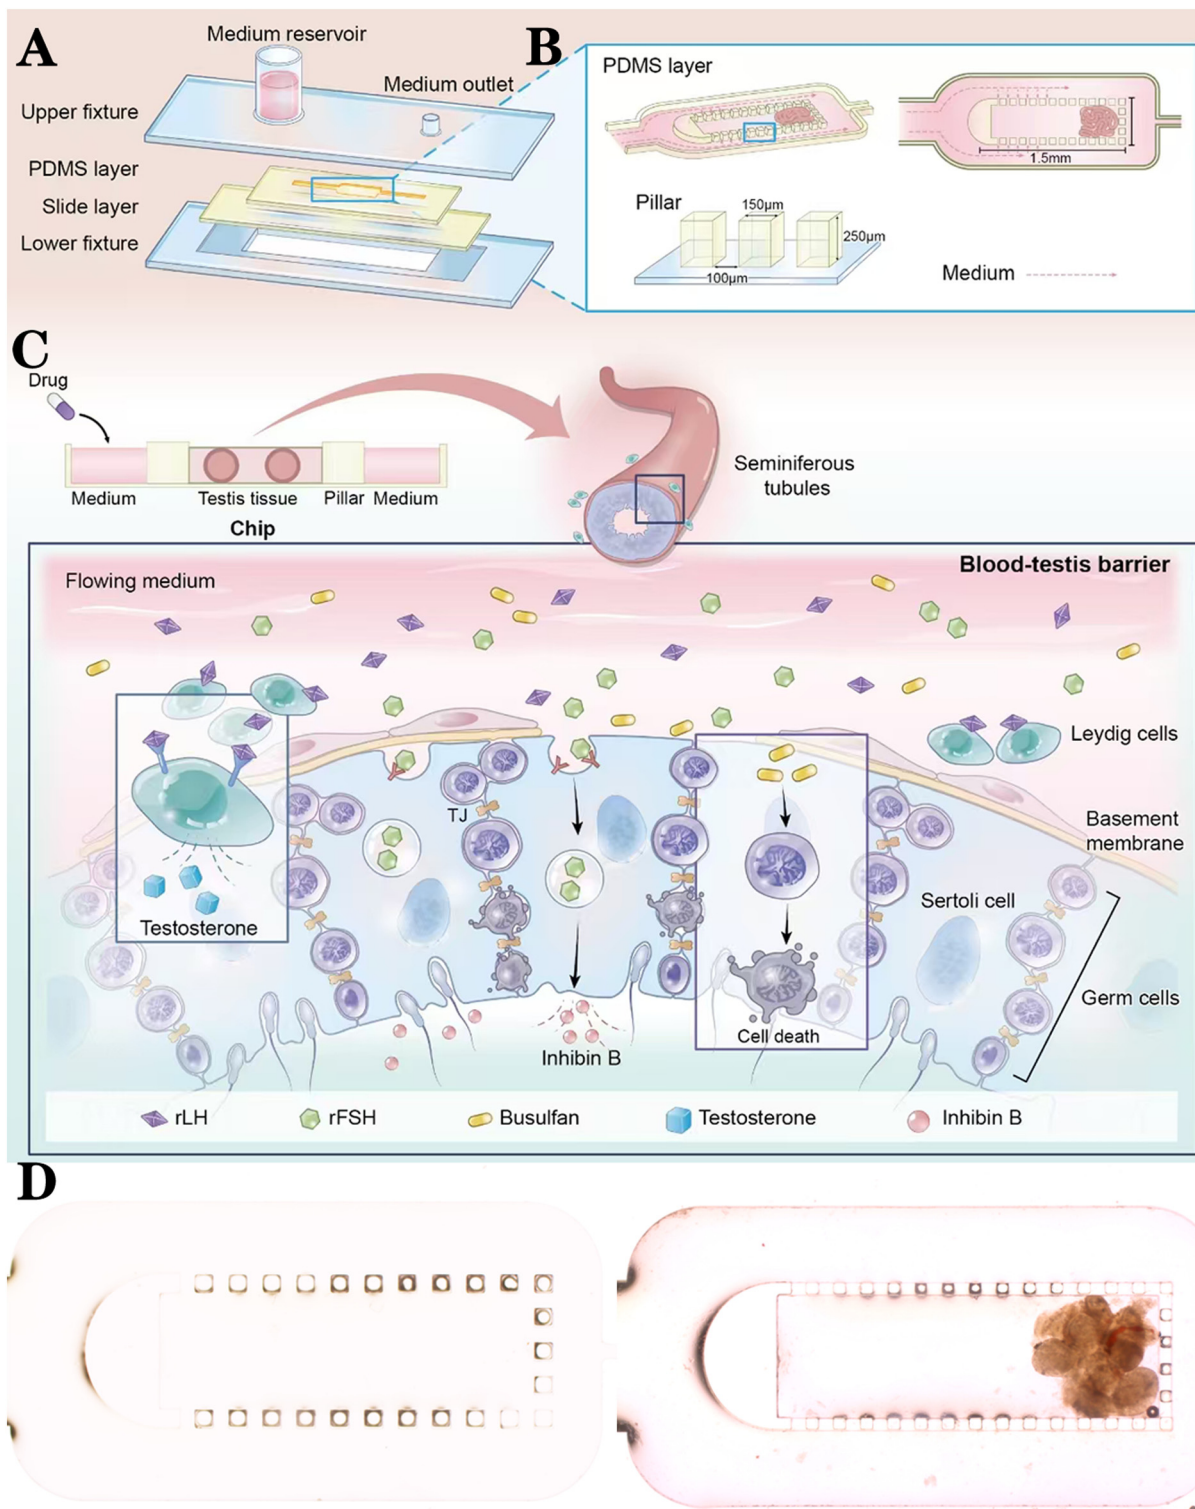 A
Medium reservoir
Medium outlet
Upper fixture
PDMS layer
Slide layer
Lower fixture
B
PDMS layer
1.5mm
Pillar
150μm
250μm
100μm
Medium
C
Drug
Medium
Testis tissue
Pillar
Medium
Chip
Seminiferous
tubules
Blood-testis barrier
Flowing medium
Leydig cells
TJ
Basement
membrane
Testosterone
Sertoli cell
Germ cells
Cell death
Inhibin B
rLH
rFSH
Busulfan
Testosterone
Inhibin B
D